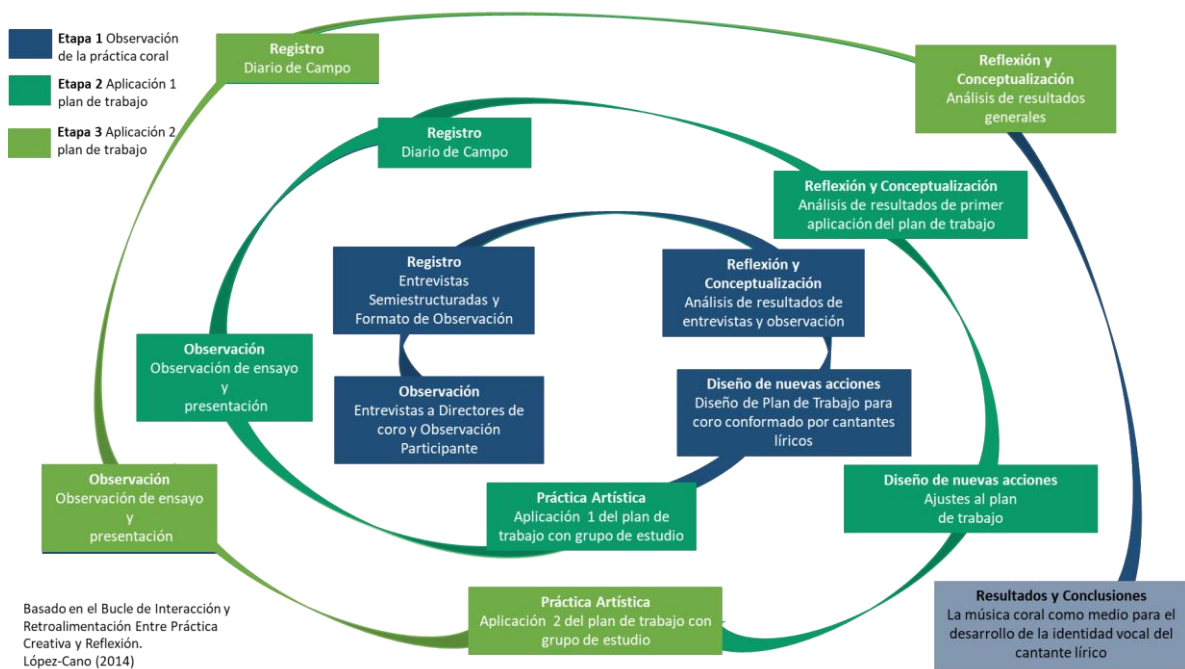 Etapa 1 Observación
de la práctica coral
Etapa 2 Aplicación 1
plan de trabajo
Etapa 3 Aplicación 2
plan de trabajo
Registro
Diario de Campo
Reflexión y
Conceptualización
Análisis de resultados
generales
Registro
Diario de Campo
Reflexión y Conceptualización
Análisis de resultados de primer
aplicación del plan de trabajo
Registro
Entrevistas
Semiestructuradas y
Formato de Observación
Reflexión y
Conceptualización
Análisis de resultados de
entrevistas y observación
Observación
Observación de ensayo
y
presentación
Observación
Entrevistas a Directores de
coro y Observación
Participante
Diseño de nuevas acciones
Diseño de Plan de Trabajo para
coro conformado por cantantes
líricos
Observación
Observación de ensayo
y
presentación
Práctica Artística
Aplicación 1 del plan de
trabajo con grupo de estudio
Diseño de nuevas acciones
Ajustes al plan
de trabajo
Práctica Artística
Aplicación 2 del plan de trabajo con
grupo de estudio
Resultados y Conclusiones
La música coral como medio para el
desarrollo de la identidad vocal del
cantante lírico
Basado en el Bucle de Interacción y
Retroalimentación Entre Práctica
Creativa y Reflexión.
López-Cano (2014)